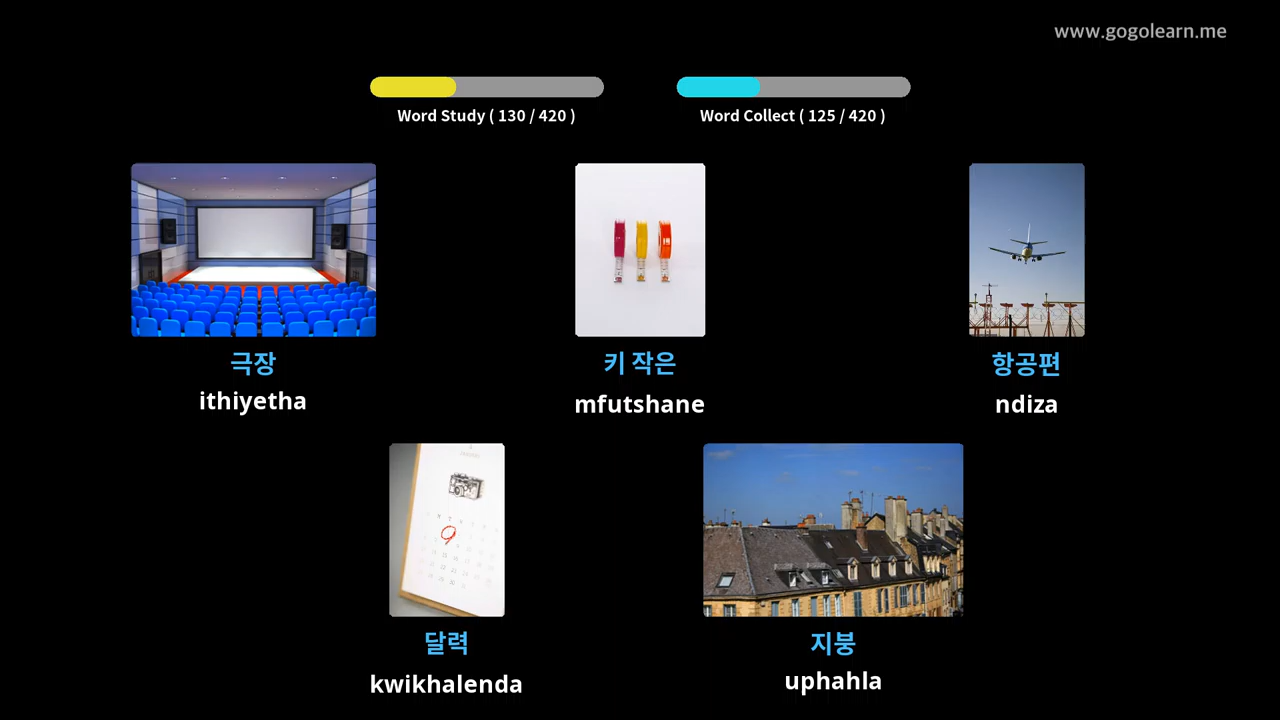 www.gogolearn.me
Word Study ( 130 / 420 )
Word Collect ( 125 / 420 )
극장
ithiyetha
키 작은
mfutshane
항공편
ndiza
달력
kwikhalenda
지붕
uphahla